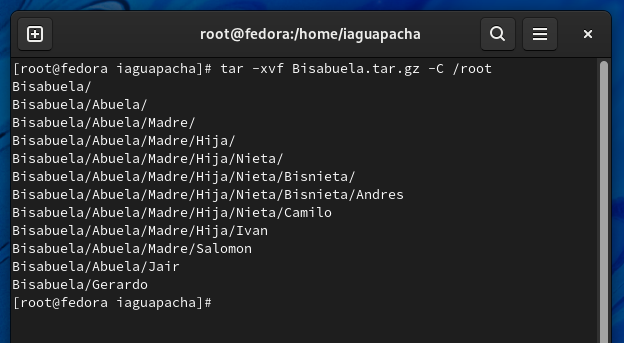 root@fedora:/home/iaguapacha
[root@fedora iaguapacha]# tar -xvf Bisabuela.tar.gz -C /root
Bisabuela/
Bisabuela/Abuela/
Bisabuela/Abuela/Madre/
Bisabuela/Abuela/Madre/Hija/
Bisabuela/Abuela/Madre/Hija/Nieta/
Bisabuela/Abuela/Madre/Hija/Nieta/Bisnieta/
Bisabuela/Abuela/Madre/Hija/Nieta/Bisnieta/Andres
Bisabuela/Abuela/Madre/Hija/Nieta/Camilo
Bisabuela/Abuela/Madre/Hija/Ivan
Bisabuela/Abuela/Madre/Salomon
Bisabuela/Abuela/Jair
Bisabuela/Gerardo
[root@fedora iaguapacha]#